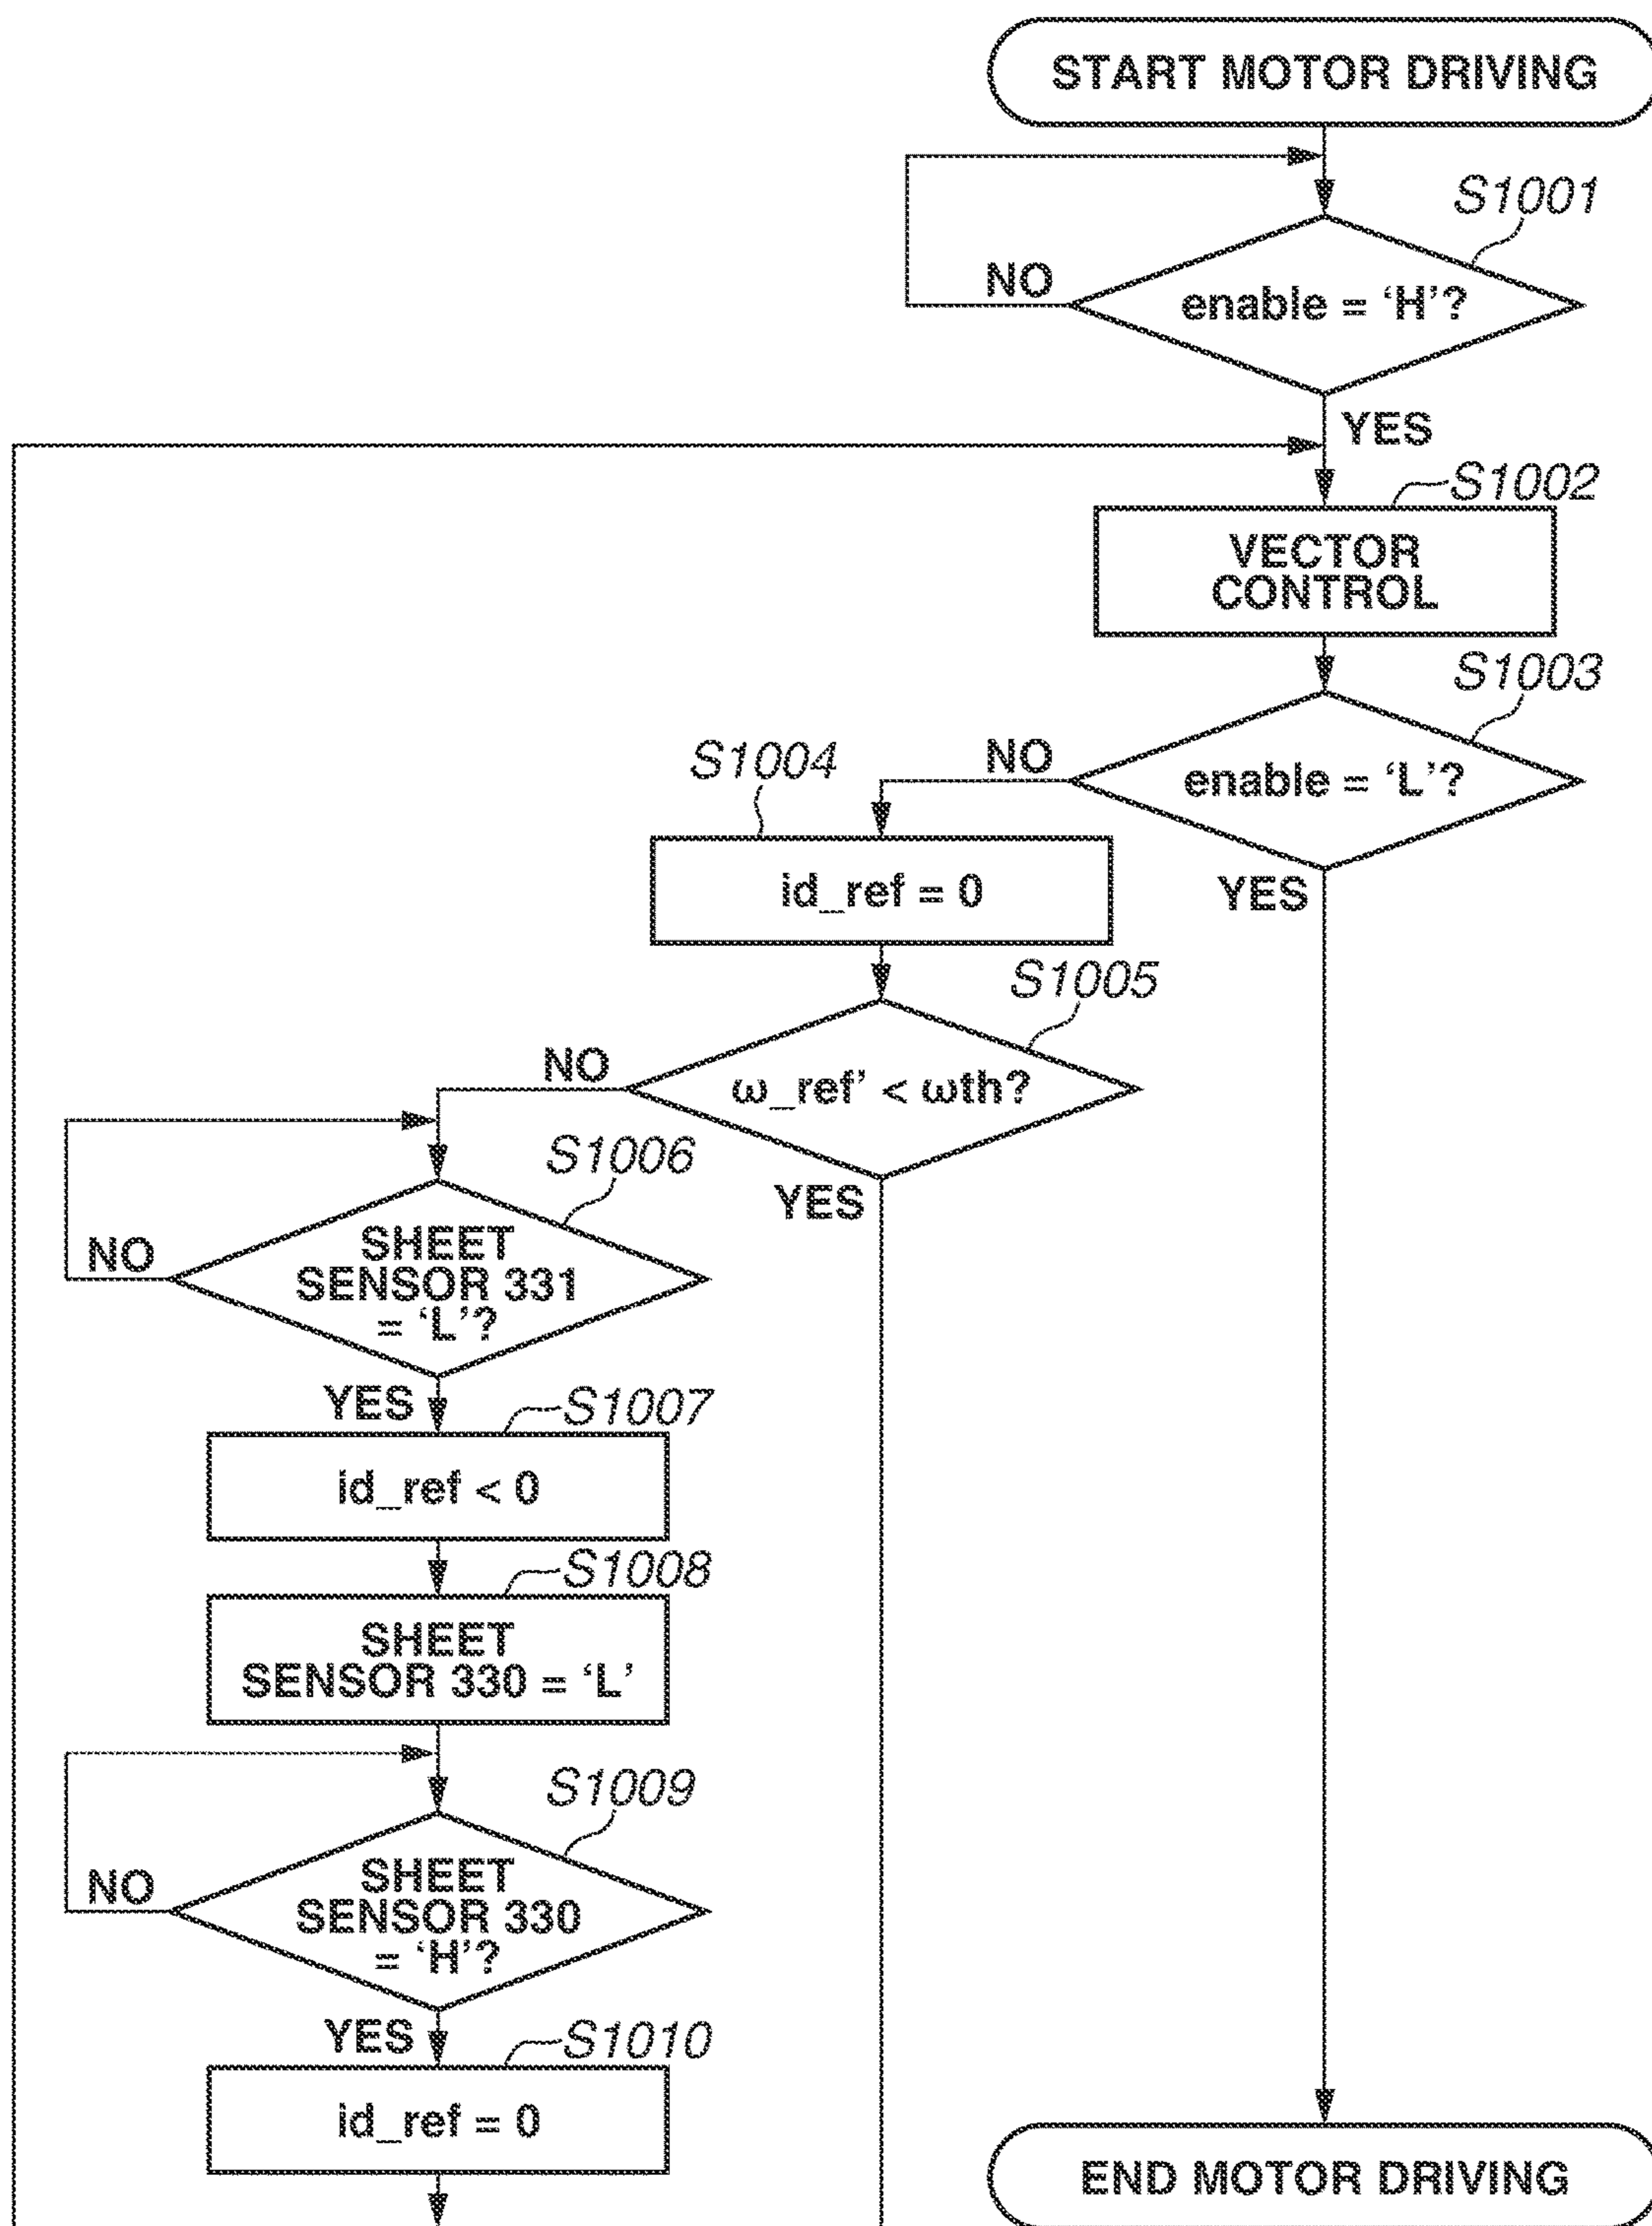 START MOTOR DRIVING
S1001
NO
enable = ‘H’?
YES
S1002
VECTOR
CONTROL
S1003
NO
enable = ‘L’?
YES
S1004
id_ref = 0
S1005
NO
ω_ref’ < ωth?
YES
S1006
NO
SHEET
SENSOR 331
= ‘L’?
YES
S1007
id_ref < 0
S1008
SHEET
SENSOR 330 = ‘L’
S1009
NO
SHEET
SENSOR 330
= ‘H’?
YES
S1010
id_ref = 0
END MOTOR DRIVING